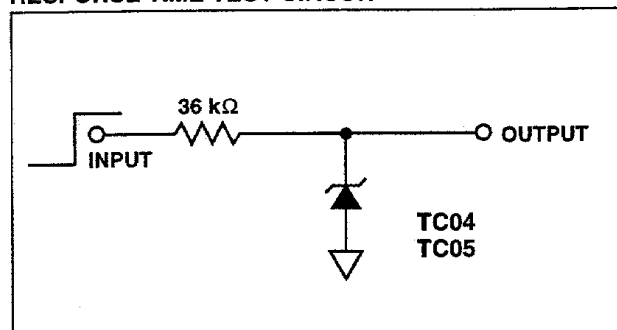 RESPONSE TIME TEST CIRCUIT
36 kΩ
INPUT
OUTPUT
TC04
TC05